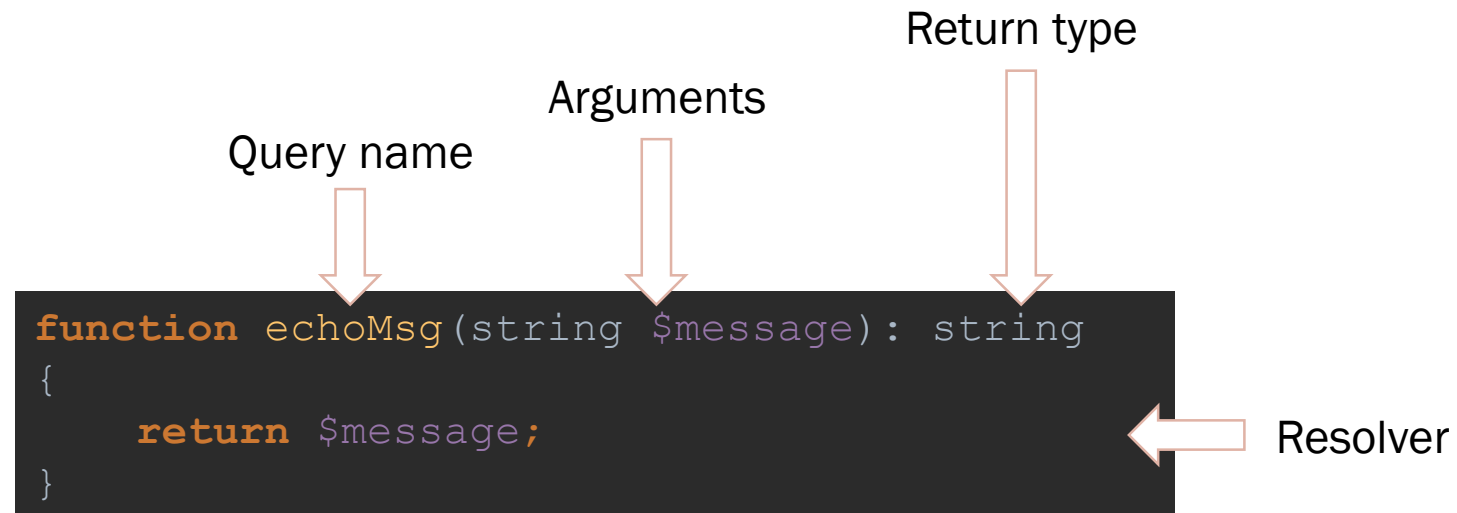 Return type
Arguments
Query name
function echoMsg(string $message): string
{
    return $message;
}
Resolver